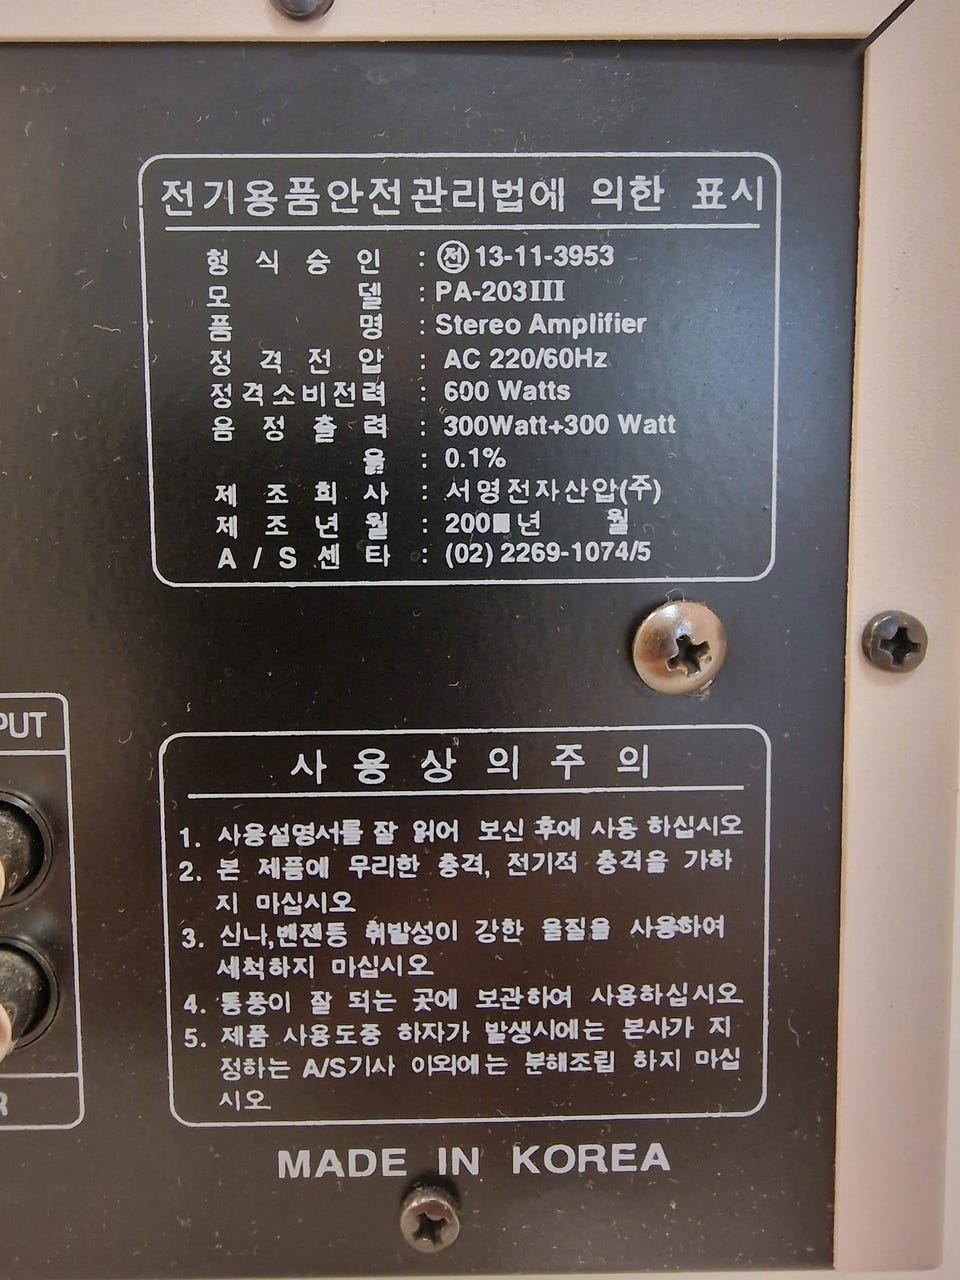 전기용품안전관리법에 의한 표시
형식승인 : ㊉13-11-3953
모델 : PA-203III
품명 : Stereo Amplifier
정격전압 : AC 220/60Hz
정격소비전력 : 600 Watts
음정출력 : 300Watt+300 Watt
율 : 0.1%
제조회사 : 서명전자산압(주)
제조년월 : 200 년 월
A/S센타 : (02) 2269-1074/5
PUT
사용상의주의
1. 사용설명서를 잘 읽어 보신 후에 사동 하십시오
2. 본 제품에 무리한 충격, 전기적 충격을 가하
지 마십시오
3. 신나,벤젠등 휘발성이 강한 물질을 사용하여
세척하지 마십시오
4. 통풍이 잘 되는 곳에 보관하여 사용하십시오
5. 제품 사용도중 하자가 발생시에는 본사가 지
정하는 A/S기사 이외에는 분해조립 하지 마십
시오
R
MADE IN KOREA